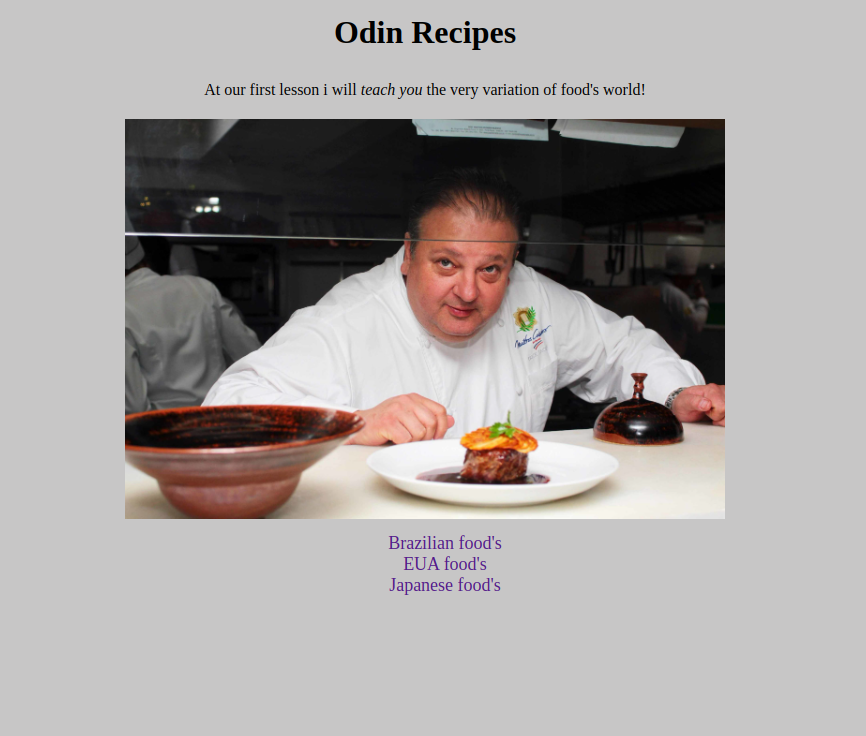 Odin Recipes
At our first lesson i will teach you the very variation of food's world!
Brazilian food's
EUA food's
Japanese food's